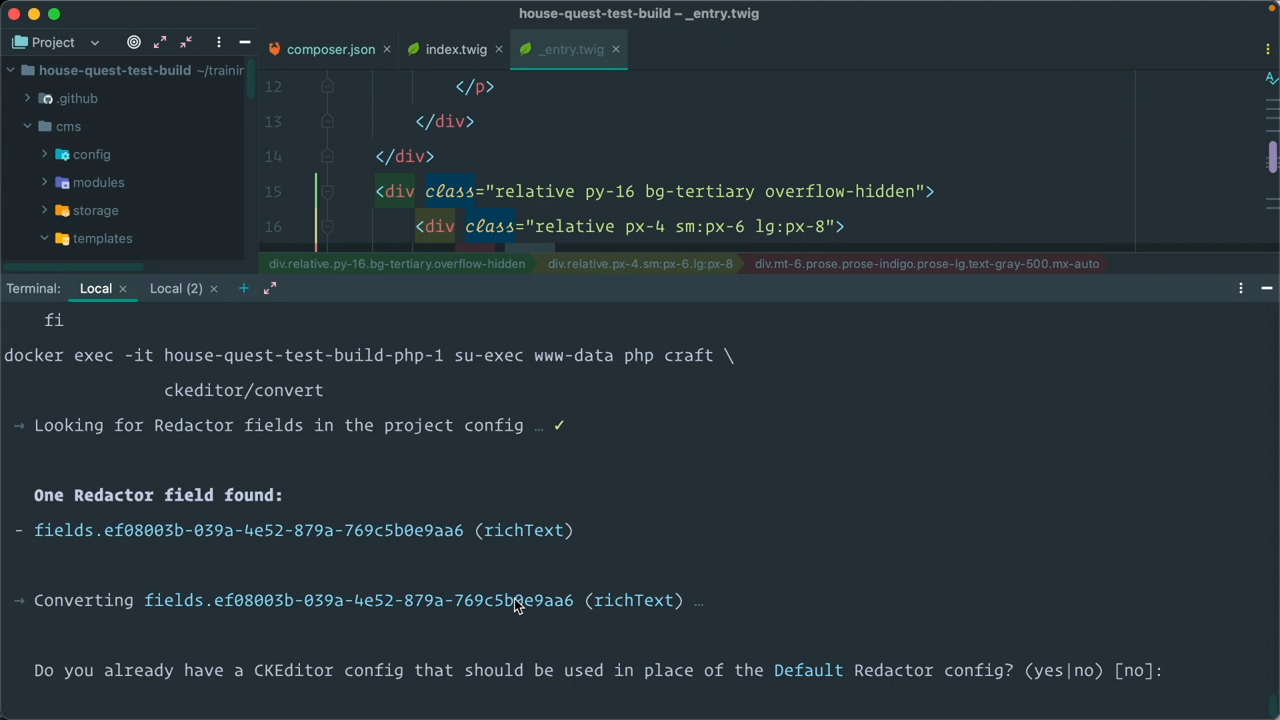 house-quest-test-build – _entry.twig
Project
composer.json
index.twig
_entry.twig
house-quest-test-build ~/trainir
.github
cms
config
modules
storage
templates
12 </p>
13 </div>
14 </div>
15 <div class="relative py-16 bg-tertiary overflow-hidden">
16 <div class="relative px-4 sm:px-6 lg:px-8">
div.relative.py-16.bg-tertiary.overflow-hidden
div.relative.px-4.sm:px-6.lg:px-8
div.mt-6.prose.prose-indigo.prose-lg.text-gray-500.mx-auto
Terminal: Local Local (2)
fi
docker exec -it house-quest-test-build-php-1 su-exec www-data php craft \
ckeditor/convert
→ Looking for Redactor fields in the project config … ✓
One Redactor field found:
- fields.ef08003b-039a-4e52-879a-769c5b0e9aa6 (richText)
→ Converting fields.ef08003b-039a-4e52-879a-769c5b0e9aa6 (richText) …
Do you already have a CKEditor config that should be used in place of the Default Redactor config? (yes|no) [no]: